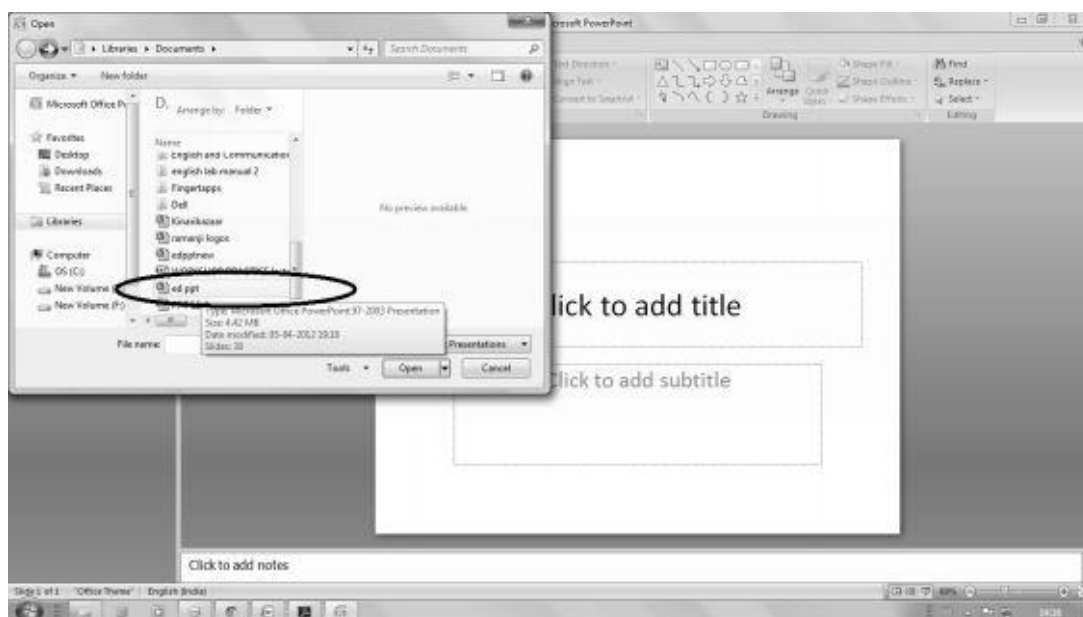 Open
Microsoft PowerPoint
Libraries
Documents
Search Documents
Organize
New folder
Microsoft Office
Arrange by: Folder
Favorites
Desktop
Downloads
Recent Places
Libraries
Computer
OS (C:)
New Volume
New Volume (F:)
Name
English and Communication
english lab manual 2
Fingertapps
Dell
Kinaribazaar
ramanji logos
edpptnew
ed ppt
No preview available.
Type: Microsoft Office PowerPoint 97-2003 Presentation
Size: 4.42 MB
Date modified: 05-04-2012 19:19
Slides: 38
File name:
Presentations
Tools
Open
Cancel
Text Direction
Align Text
Convert to SmartArt
Arrange
Quick
Styles
Shape Fill
Shape Outline
Shape Effects
Drawing
Find
Replace
Select
Editing
lick to add title
Click to add subtitle
Click to add notes
Slide 1 of 1
"Office Theme"
English (India)